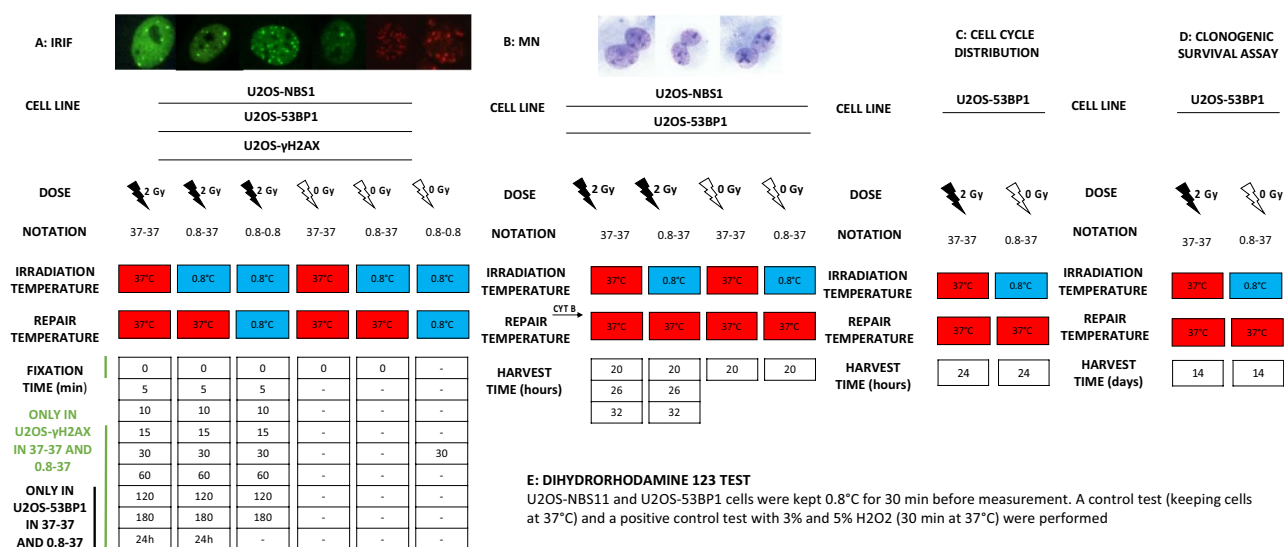 A: IRIF
CELL LINE
U2OS-NBS1
U2OS-53BP1
U2OS-γH2AX
DOSE
2 Gy 2 Gy 2 Gy 0 Gy 0 Gy 0 Gy
NOTATION
37-37 0.8-37 0.8-0.8 37-37 0.8-37 0.8-0.8
IRRADIATION
TEMPERATURE
37°C 0.8°C 0.8°C 37°C 0.8°C 0.8°C
REPAIR
TEMPERATURE
37°C 37°C 0.8°C 37°C 37°C 0.8°C
FIXATION
TIME (min)
0 0 0 0 0 -
5 5 5 - - -
10 10 10 - - -
15 15 15 - - -
30 30 30 - - 30
60 60 60 - - -
120 120 120 - - -
180 180 180 - - -
24h 24h - - - -
ONLY IN
U2OS-γH2AX
IN 37-37 AND
0.8-37
ONLY IN
U2OS-53BP1
IN 37-37
AND 0.8-37
B: MN
CELL LINE
U2OS-NBS1
U2OS-53BP1
DOSE
2 Gy 2 Gy 0 Gy 0 Gy
NOTATION
37-37 0.8-37 37-37 0.8-37
IRRADIATION
TEMPERATURE
37°C 0.8°C 37°C 0.8°C
CYT B
REPAIR
TEMPERATURE
37°C 37°C 37°C 37°C
HARVEST
TIME (hours)
20 20 20 20
26 26
32 32
C: CELL CYCLE
DISTRIBUTION
CELL LINE
U2OS-53BP1
DOSE
2 Gy 0 Gy
NOTATION
37-37 0.8-37
IRRADIATION
TEMPERATURE
37°C 0.8°C
REPAIR
TEMPERATURE
37°C 37°C
HARVEST
TIME (hours)
24 24
D: CLONOGENIC
SURVIVAL ASSAY
CELL LINE
U2OS-53BP1
DOSE
2 Gy 0 Gy
NOTATION
37-37 0.8-37
IRRADIATION
TEMPERATURE
37°C 0.8°C
REPAIR
TEMPERATURE
37°C 37°C
HARVEST
TIME (days)
14 14
E: DIHYDRORHODAMINE 123 TEST
U2OS-NBS11 and U2OS-53BP1 cells were kept 0.8°C for 30 min before measurement. A control test (keeping cells
at 37°C) and a positive control test with 3% and 5% H2O2 (30 min at 37°C) were performed